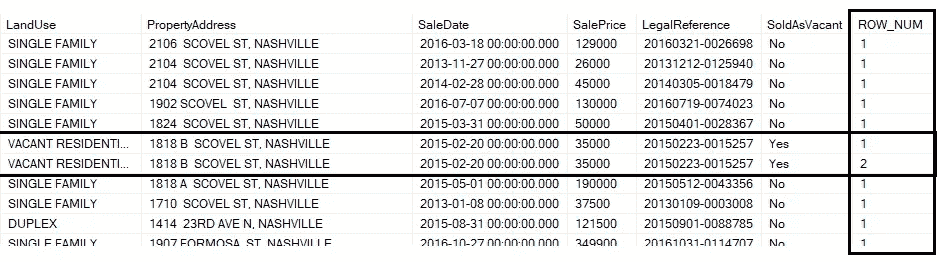 LandUse PropertyAddress SaleDate SalePrice LegalReference SoldAsVacant ROW_NUM
SINGLE FAMILY 2106 SCOVEL ST, NASHVILLE 2016-03-18 00:00:00.000 129000 20160321-0026698 No 1
SINGLE FAMILY 2104 SCOVEL ST, NASHVILLE 2013-11-27 00:00:00.000 26000 20131212-0125940 No 1
SINGLE FAMILY 2104 SCOVEL ST, NASHVILLE 2014-02-28 00:00:00.000 45000 20140305-0018479 No 1
SINGLE FAMILY 1902 SCOVEL ST, NASHVILLE 2016-07-07 00:00:00.000 130000 20160719-0074023 No 1
SINGLE FAMILY 1824 SCOVEL ST, NASHVILLE 2015-03-31 00:00:00.000 50000 20150401-0028367 No 1
VACANT RESIDENTI... 1818 B SCOVEL ST, NASHVILLE 2015-02-20 00:00:00.000 35000 20150223-0015257 Yes 1
VACANT RESIDENTI... 1818 B SCOVEL ST, NASHVILLE 2015-02-20 00:00:00.000 35000 20150223-0015257 Yes 2
SINGLE FAMILY 1818 A SCOVEL ST, NASHVILLE 2015-05-01 00:00:00.000 190000 20150512-0043356 No 1
SINGLE FAMILY 1710 SCOVEL ST, NASHVILLE 2013-01-08 00:00:00.000 37500 20130109-0003008 No 1
DUPLEX 1414 23RD AVE N, NASHVILLE 2015-08-31 00:00:00.000 121500 20150901-0088785 No 1
SINGLE FAMILY 1907 FORMOSA ST, NASHVILLE 2016-10-27 00:00:00.000 349900 20161031-0114707 No 1